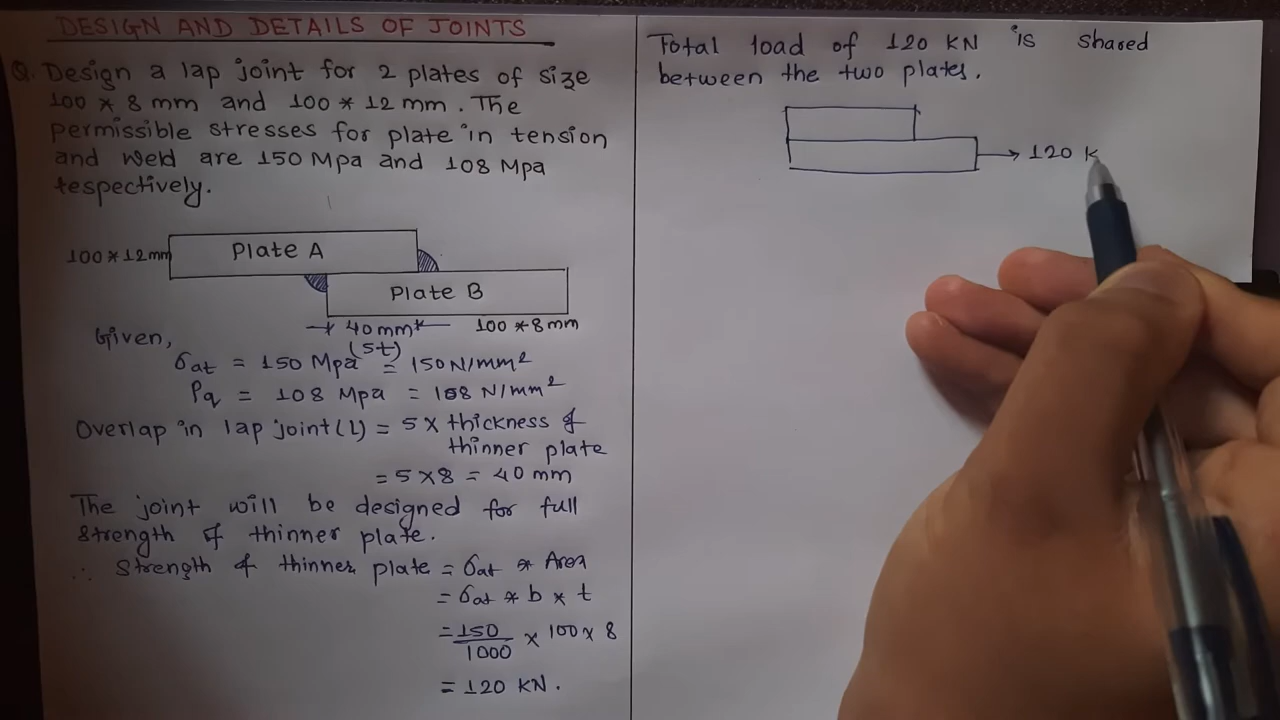 DESIGN AND DETAILS OF JOINTS
Q. Design a lap joint for 2 plates of size
100 * 8 mm and 100 * 12 mm. The
permissible stresses for plate in tension
and weld are 150 Mpa and 108 Mpa
respectively.
100*12mm
Plate A
Plate B
40mm
100*8mm
(5t)
Given,
σat = 150 Mpa = 150 N/mm²
Pq = 108 Mpa = 108 N/mm²
Overlap in lap joint(L) = 5 x thickness of
thinner plate
= 5 x 8 = 40 mm
The joint will be designed for full
strength of thinner plate.
∴ Strength of thinner plate = σat * Area
= σat * b * t
= 150/1000 x 100 x 8
= 120 KN.
Total load of 120 KN is shared
between the two plates.
→ 120 K